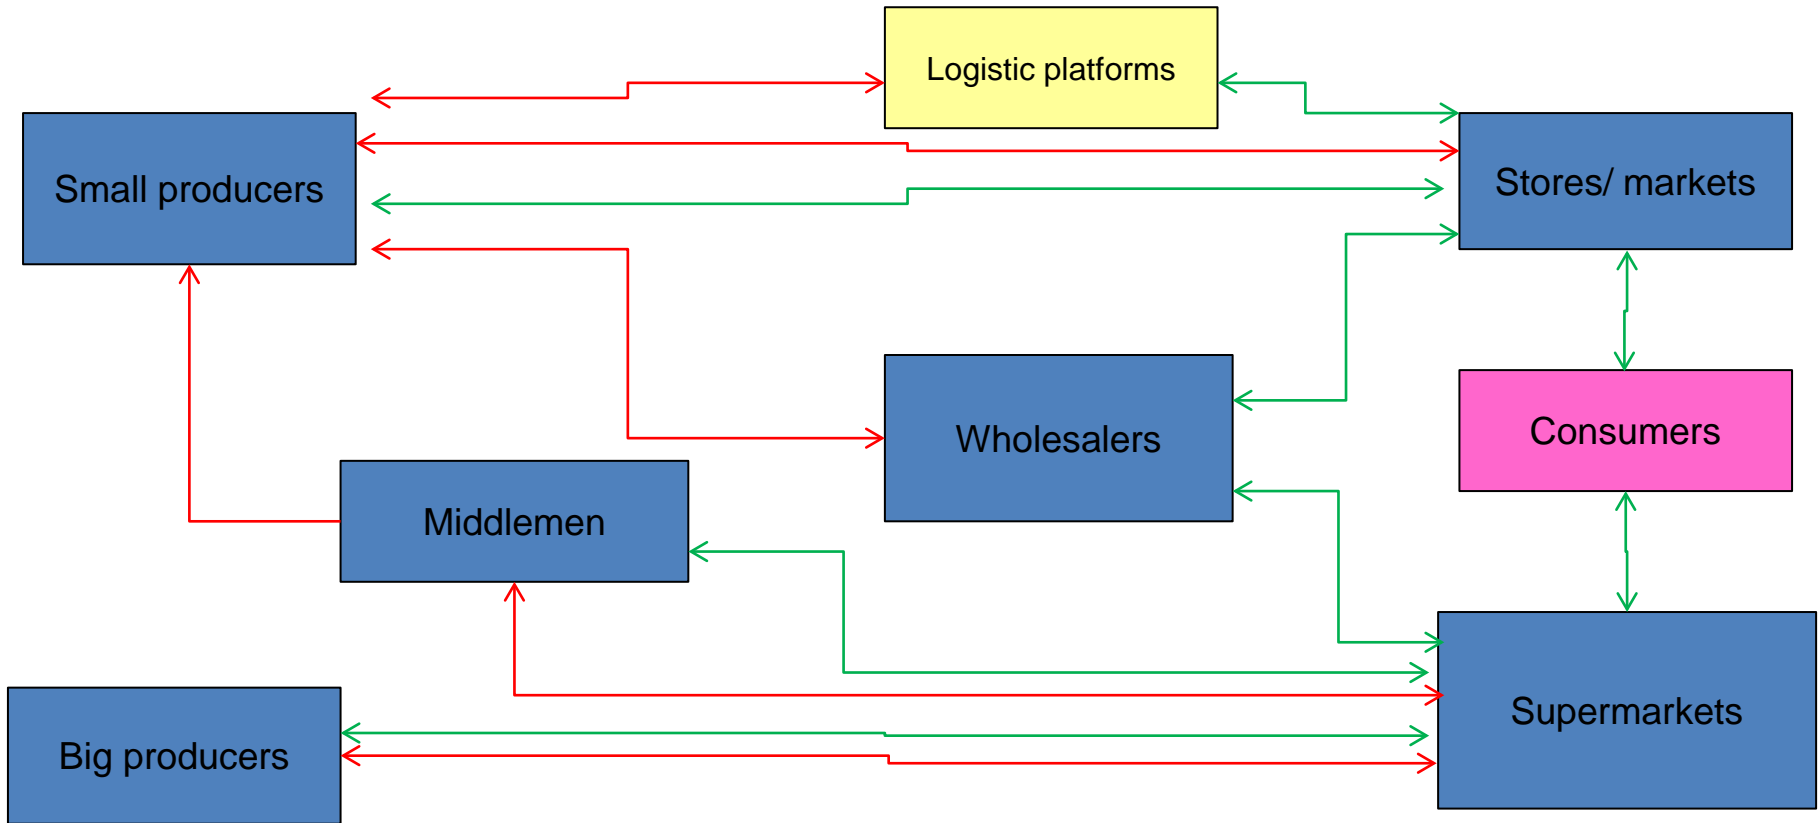 Logistic platforms
Small producers
Stores/ markets
Wholesalers
Consumers
Middlemen
Supermarkets
Big producers